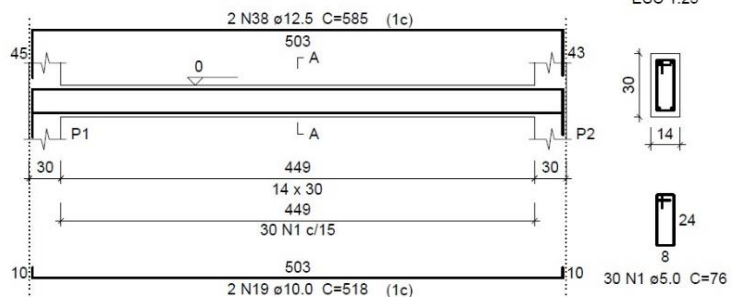 ESC 1:25
2 N38 ø12.5 C=585 (1c)
503
45
43
A
0
A
P1
P2
30
449
30
14 x 30
449
30 N1 c/15
10
503
10
2 N19 ø10.0 C=518 (1c)
30
14
24
8
30 N1 ø5.0 C=76